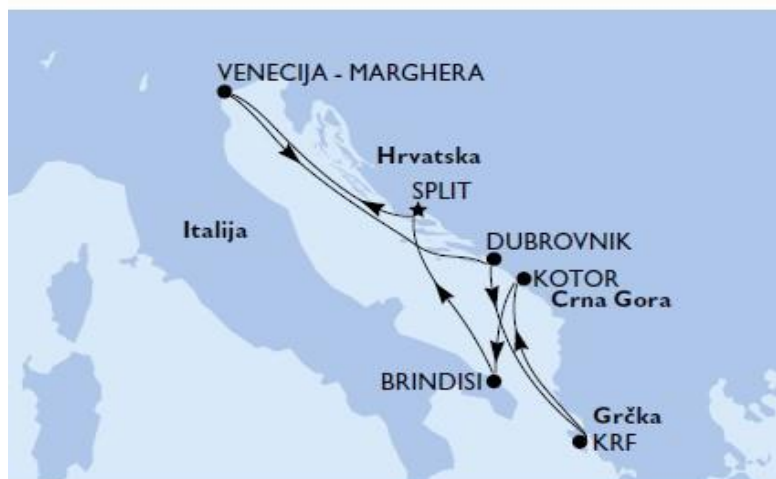 VENECIJA - MARGHERA
Hrvatska
SPLIT
Italija
DUBROVNIK
KOTOR
Crna Gora
BRINDISI
Grčka
KRF